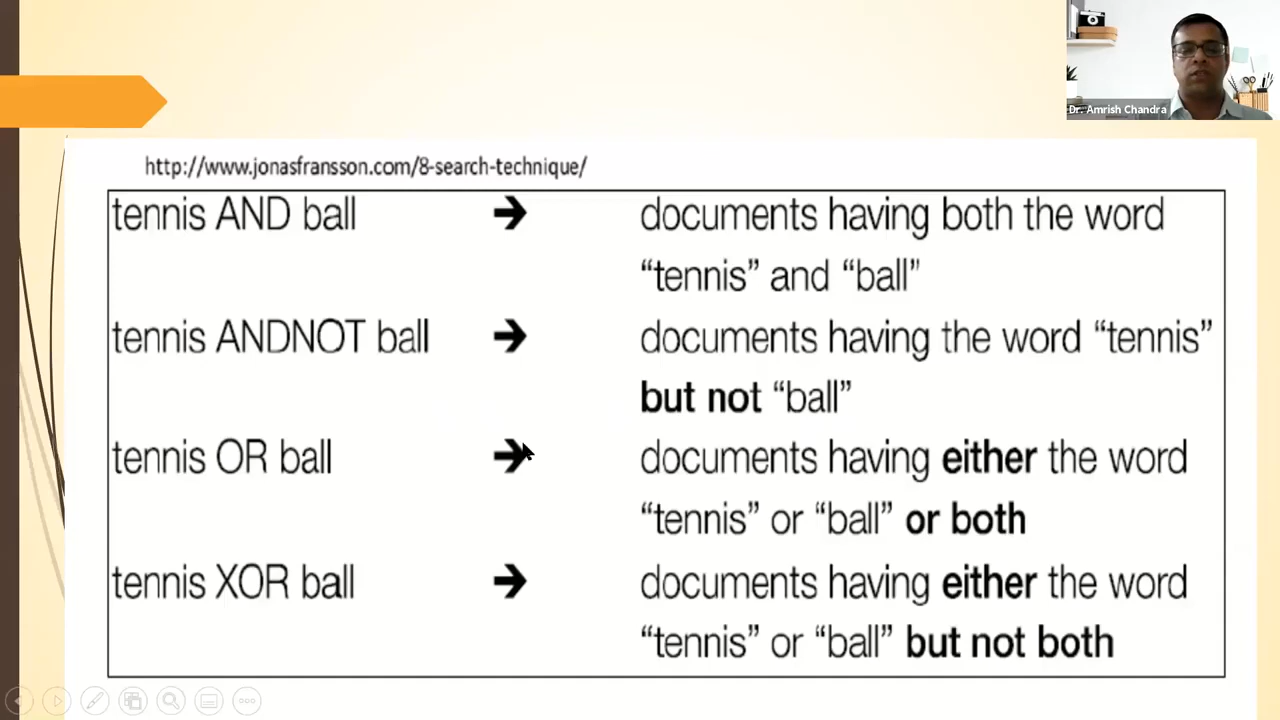 Dr. Amrish Chandra
http://www.jonasfransson.com/8-search-technique/
tennis AND ball → documents having both the word
“tennis” and “ball”
tennis ANDNOT ball → documents having the word “tennis”
but not “ball”
tennis OR ball → documents having either the word
“tennis” or “ball” or both
tennis XOR ball → documents having either the word
“tennis” or “ball” but not both